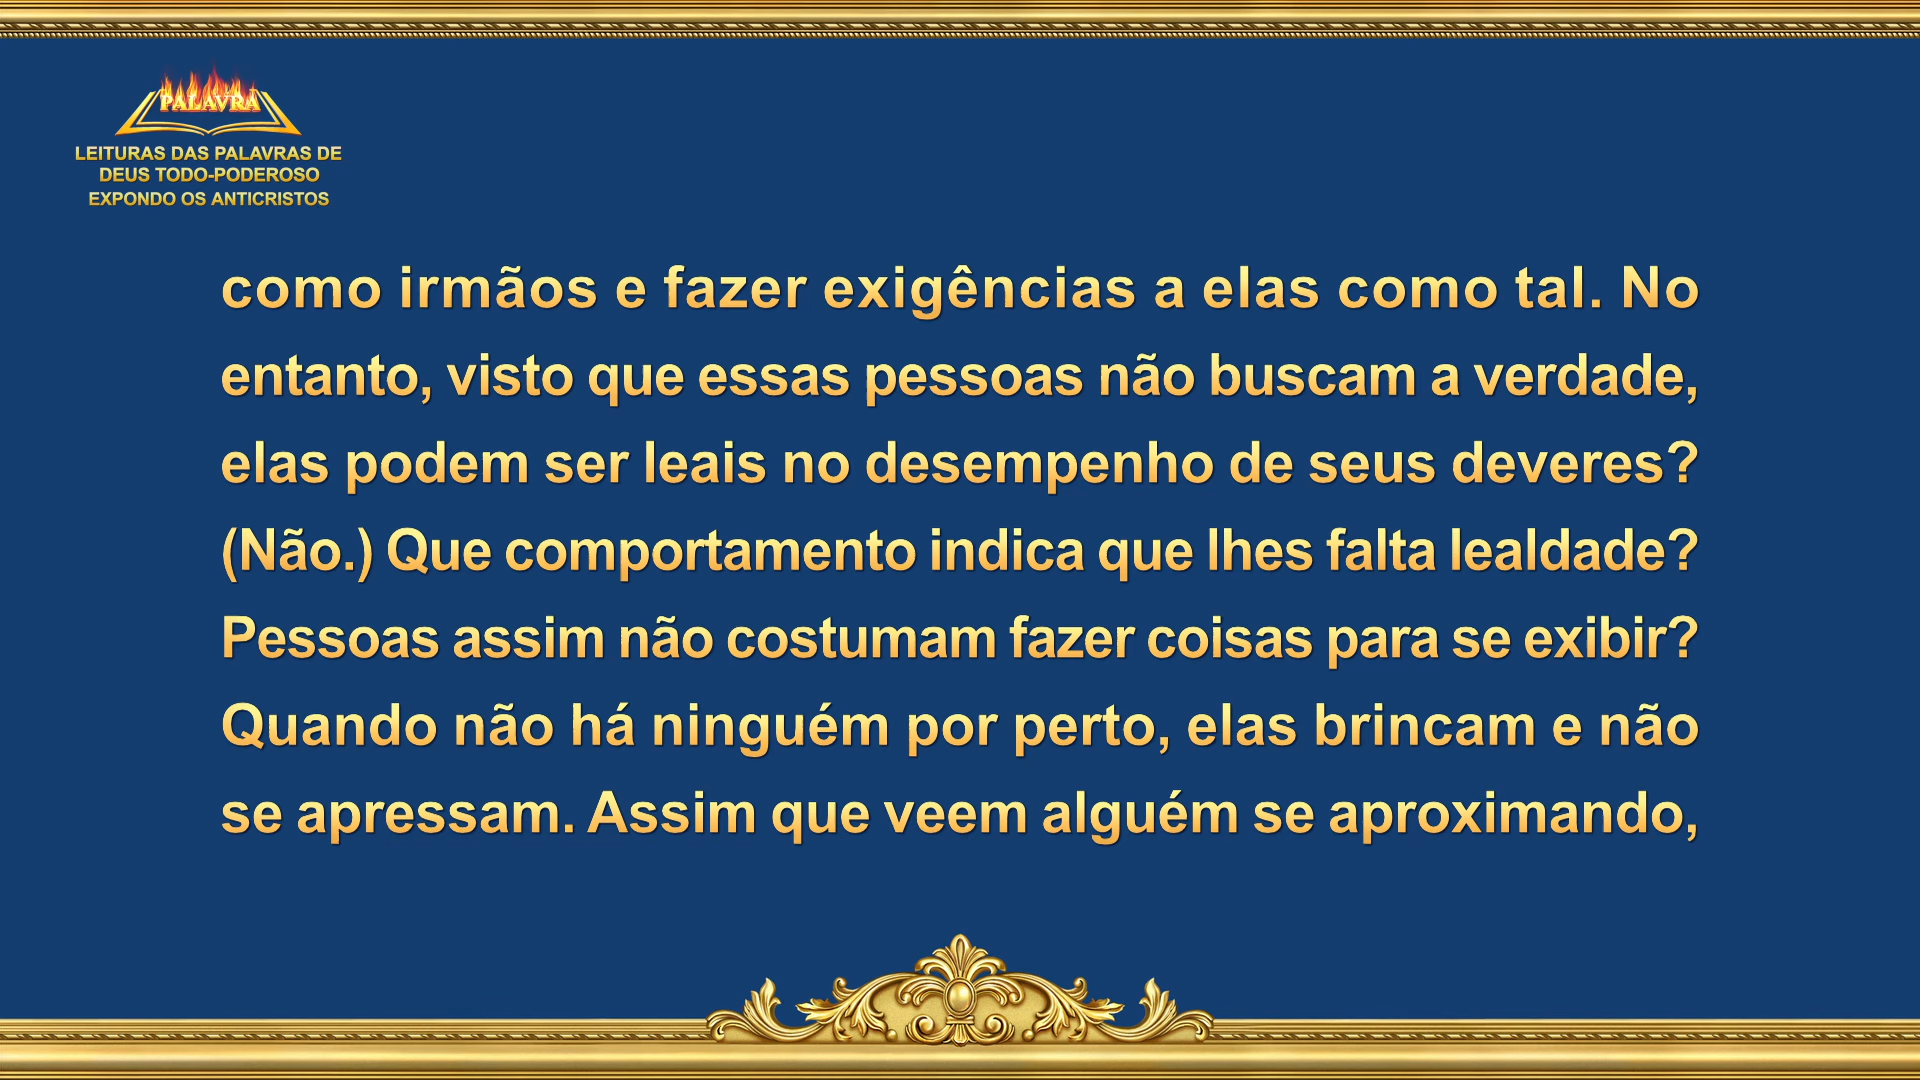 PALAVRA
LEITURAS DAS PALAVRAS DE
DEUS TODO-PODEROSO
EXPONDO OS ANTICRISTOS
como irmãos e fazer exigências a elas como tal. No
entanto, visto que essas pessoas não buscam a verdade,
elas podem ser leais no desempenho de seus deveres?
(Não.) Que comportamento indica que lhes falta lealdade?
Pessoas assim não costumam fazer coisas para se exibir?
Quando não há ninguém por perto, elas brincam e não
se apressam. Assim que veem alguém se aproximando,